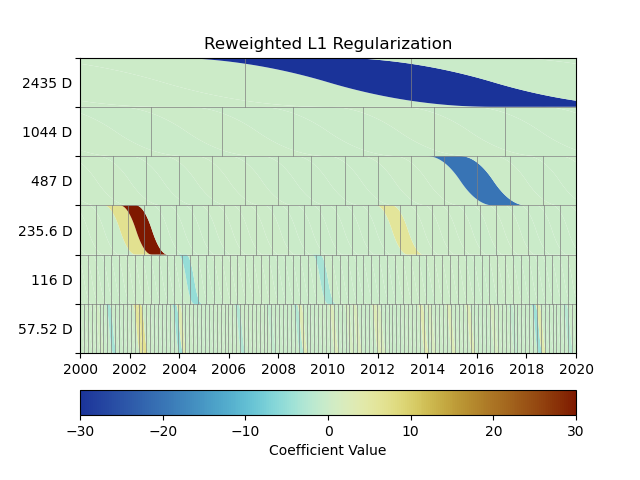 Reweighted L1 Regularization
2435 D
1044 D
487 D
235.6 D
116 D
57.52 D
2000 2002 2004 2006 2008 2010 2012 2014 2016 2018 2020
−30 −20 −10 0 10 20 30
Coefficient Value